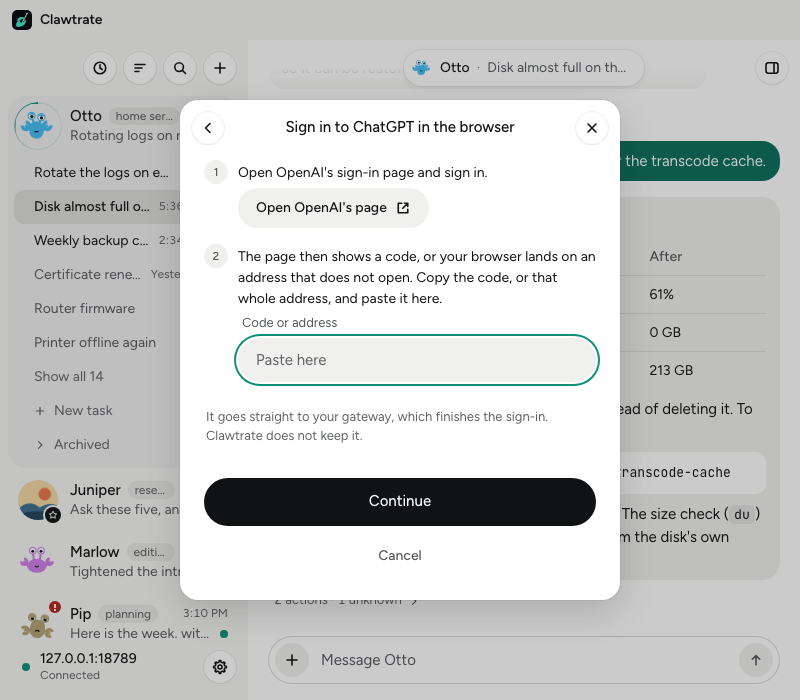 Clawtrate
Otto · Disk almost full on th...
Otto home ser...
Rotating logs on
Rotate the logs on e...
Disk almost full o... 5:36
Weekly backup c... 2:34
Certificate rene... Yeste
Router firmware
Printer offline again
Show all 14
+ New task
> Archived
Juniper rese...
Ask these five, an
Marlow editi...
Tightened the intr
Pip planning 3:10 PM
Here is the week. wit...
127.0.0.1:18789
Connected
Sign in to ChatGPT in the browser
1 Open OpenAI's sign-in page and sign in.
Open OpenAI's page
2 The page then shows a code, or your browser lands on an
address that does not open. Copy the code, or that
whole address, and paste it here.
Code or address
Paste here
It goes straight to your gateway, which finishes the sign-in.
Clawtrate does not keep it.
Continue
Cancel
the transcode cache.
After
61%
0 GB
213 GB
ead of deleting it. To
transcode-cache
The size check ( du )
m the disk's own
2 actions · 1 unknown >
Message Otto